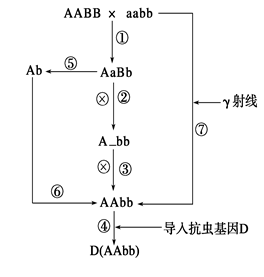 AABB × aabb
①
Ab ⑤ AaBb
⊗ ② γ射线
⑦
A_bb
⊗ ③
⑥
AAbb
④ 导入抗虫基因D
D(AAbb)